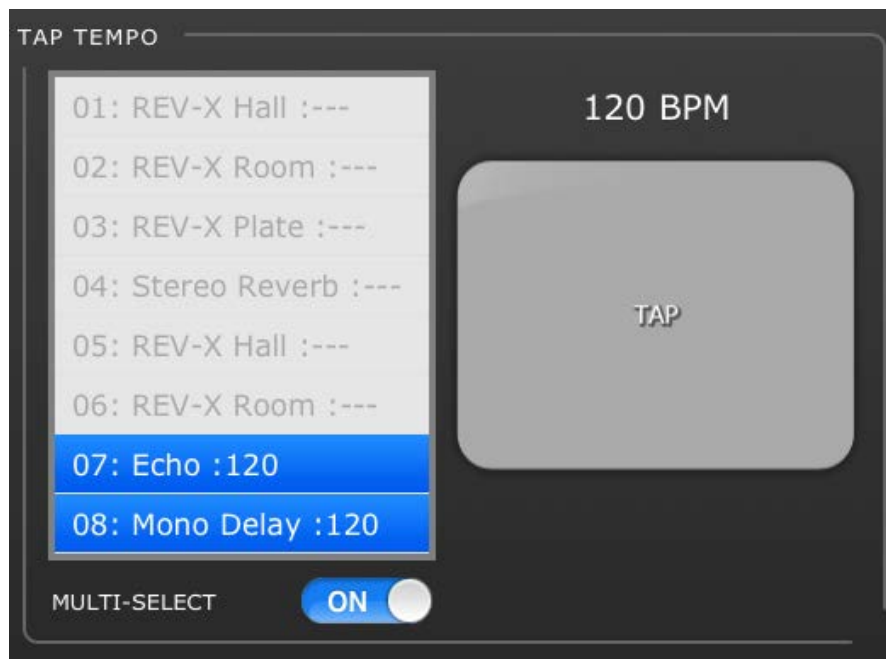 TAP TEMPO
01: REV-X Hall :---
02: REV-X Room :---
03: REV-X Plate :---
04: Stereo Reverb :---
05: REV-X Hall :---
06: REV-X Room :---
07: Echo :120
08: Mono Delay :120
MULTI-SELECT ON
120 BPM
TAP